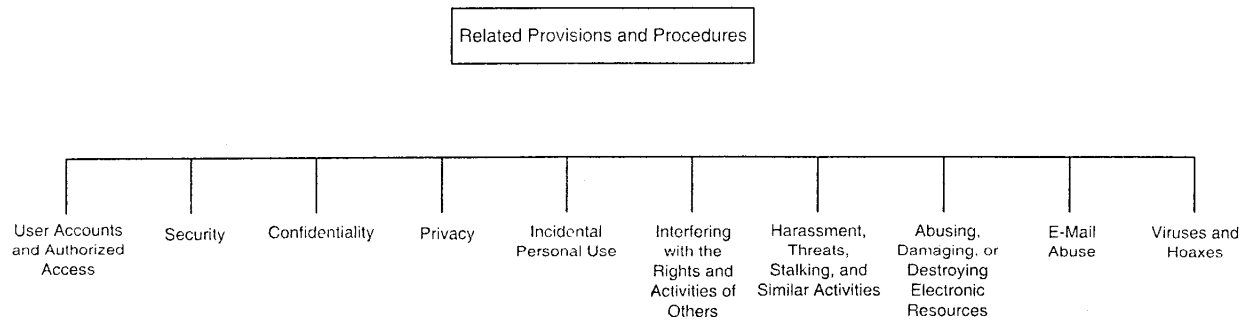 Related Provisions and Procedures
User Accounts
and Authorized
Access
Security
Confidentiality
Privacy
Incidental
Personal Use
Interfering
with the
Rights and
Activities of
Others
Harassment,
Threats,
Stalking, and
Similar Activities
Abusing,
Damaging, or
Destroying
Electronic
Resources
E-Mail
Abuse
Viruses and
Hoaxes